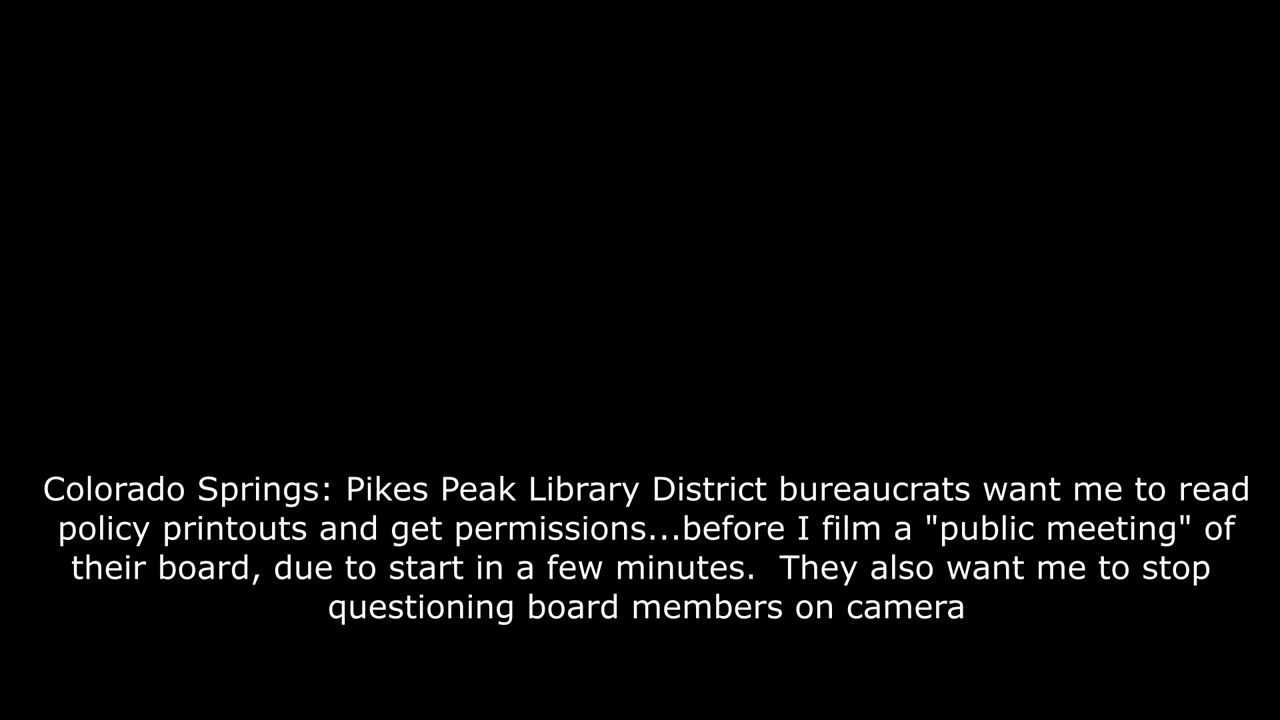 Colorado Springs: Pikes Peak Library District bureaucrats want me to read
policy printouts and get permissions...before I film a "public meeting" of
their board, due to start in a few minutes.  They also want me to stop
questioning board members on camera